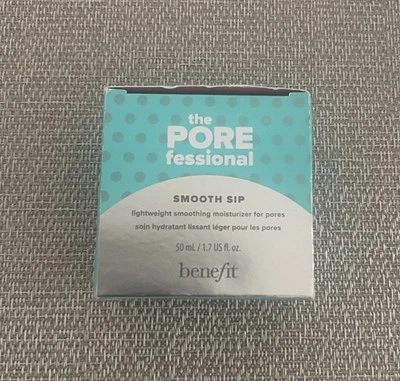 the
PORE
fessional
SMOOTH SIP
lightweight smoothing moisturizer for pores
soin hydratant lissant léger pour les pores
50 mL / 1.7 US fl. oz.
benefit